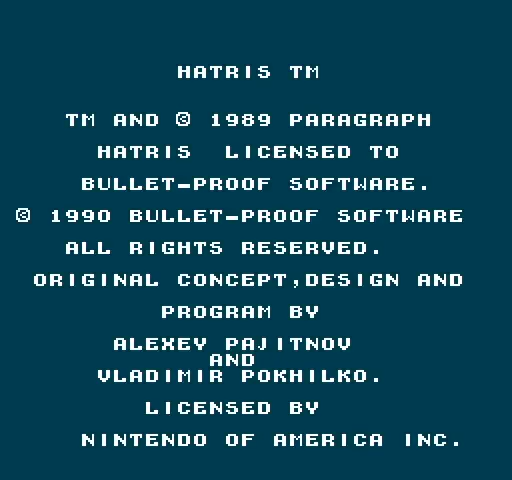 HATRIS TM
TM AND © 1989 PARAGRAPH
HATRIS LICENSED TO
BULLET-PROOF SOFTWARE.
© 1990 BULLET-PROOF SOFTWARE
ALL RIGHTS RESERVED.
ORIGINAL CONCEPT,DESIGN AND
PROGRAM BY
ALEXEY PAJITNOV
AND
VLADIMIR POKHILKO.
LICENSED BY
NINTENDO OF AMERICA INC.